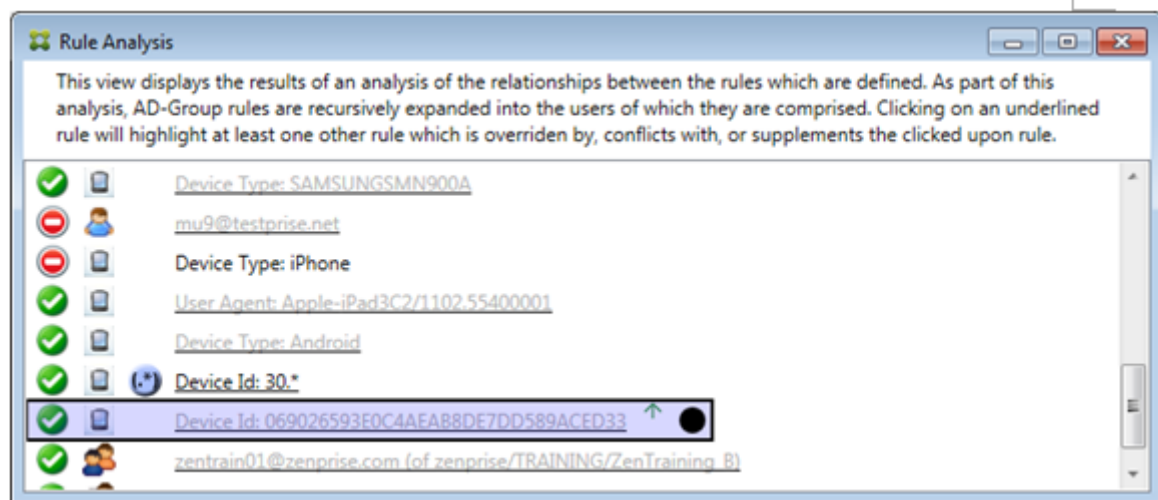 Rule Analysis
This view displays the results of an analysis of the relationships between the rules which are defined. As part of this
analysis, AD-Group rules are recursively expanded into the users of which they are comprised. Clicking on an underlined
rule will highlight at least one other rule which is overriden by, conflicts with, or supplements the clicked upon rule.
Device Type: SAMSUNGSMN900A
mu9@testprise.net
Device Type: iPhone
User Agent: Apple-iPad3C2/1102.55400001
Device Type: Android
(.*) Device Id: 30.*
Device Id: 069026593E0C4AEAB8DE7DD589ACED33
zentrain01@zenprise.com (of zenprise/TRAINING/ZenTraining_B)